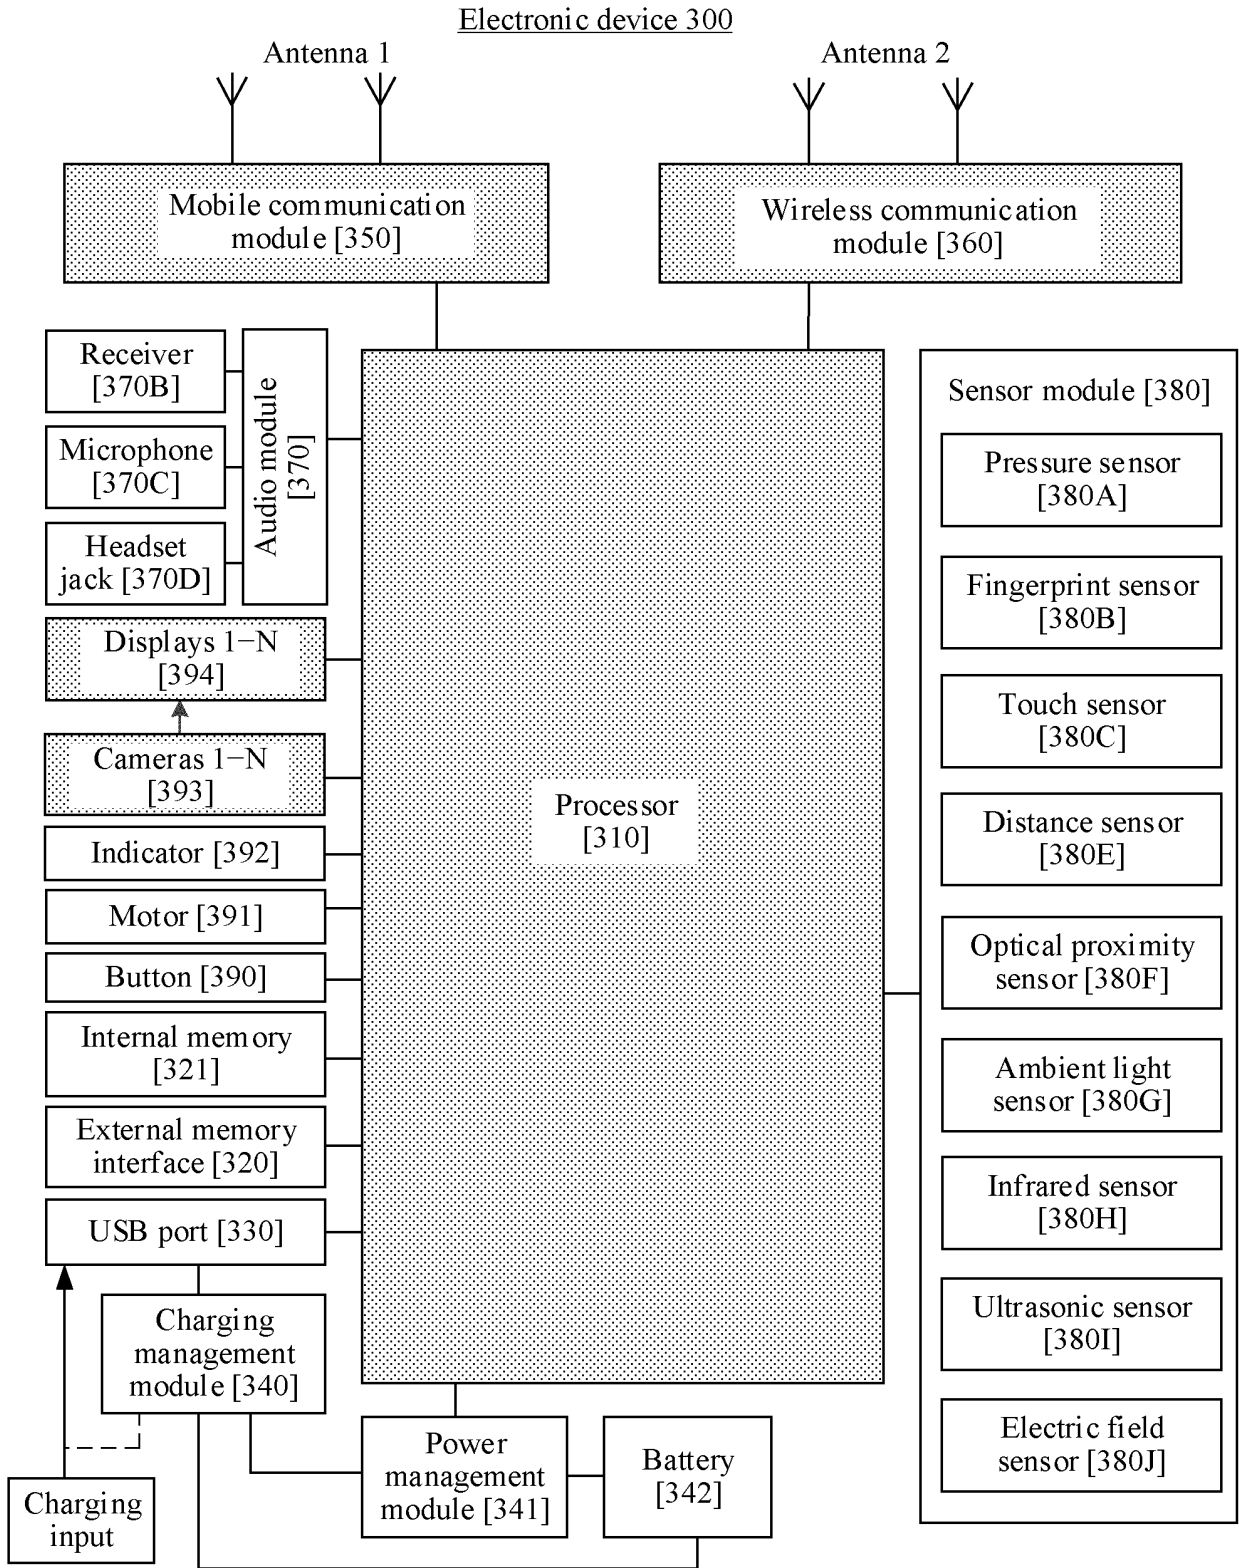 Electronic device 300
Antenna 1
Antenna 2
Mobile communication
module [350]
Wireless communication
module [360]
Receiver
[370B]
Microphone
[370C]
Headset
jack [370D]
Audio module
[370]
Displays 1−N
[394]
Cameras 1−N
[393]
Indicator [392]
Motor [391]
Button [390]
Internal memory
[321]
External memory
interface [320]
USB port [330]
Charging
management
module [340]
Charging
input
Processor
[310]
Power
management
module [341]
Battery
[342]
Sensor module [380]
Pressure sensor
[380A]
Fingerprint sensor
[380B]
Touch sensor
[380C]
Distance sensor
[380E]
Optical proximity
sensor [380F]
Ambient light
sensor [380G]
Infrared sensor
[380H]
Ultrasonic sensor
[380I]
Electric field
sensor [380J]